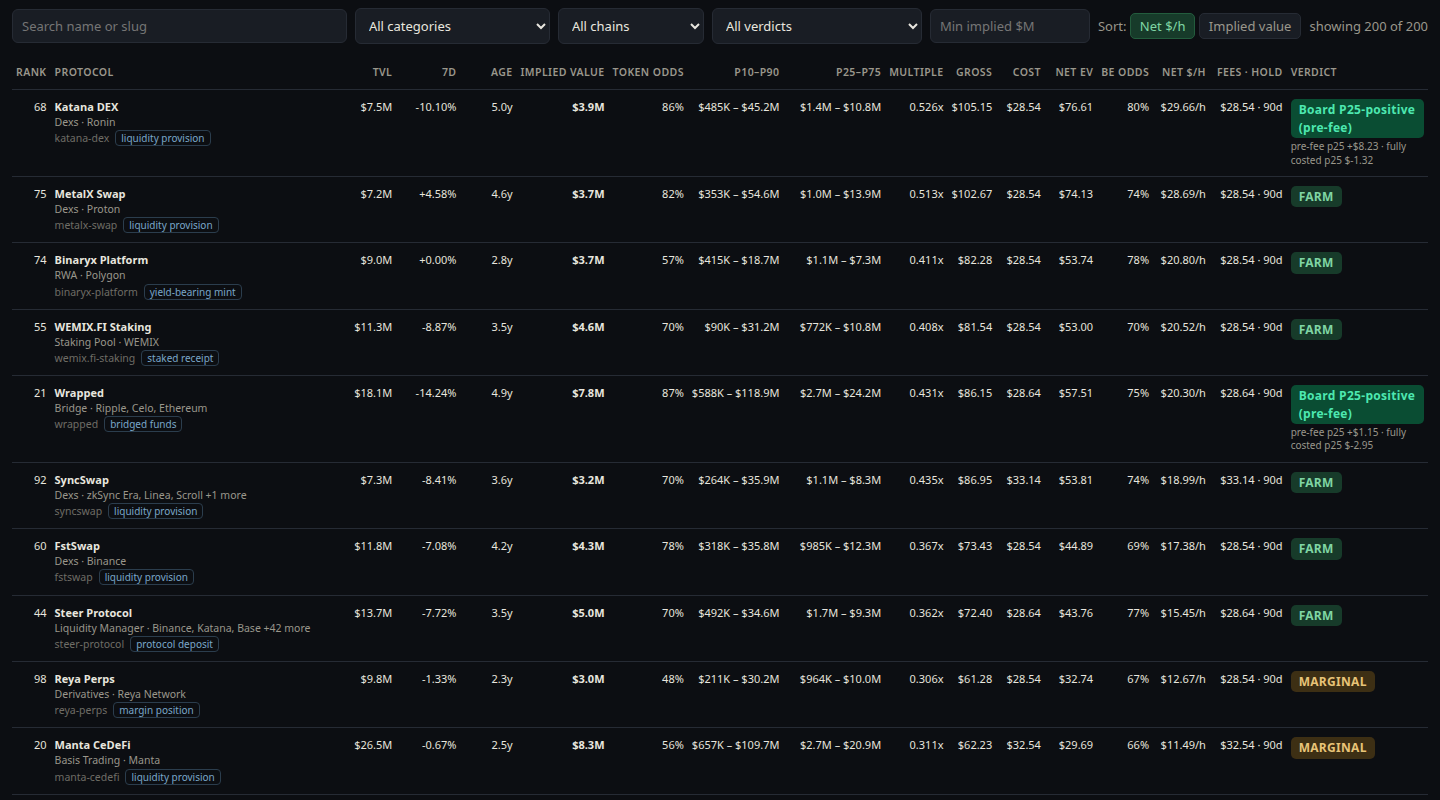 Search name or slug All categories All chains All verdicts Min implied $M Sort: Net $/h Implied value showing 200 of 200
RANK PROTOCOL TVL 7D AGE IMPLIED VALUE TOKEN ODDS P10–P90 P25–P75 MULTIPLE GROSS COST NET EV BE ODDS NET $/H FEES · HOLD VERDICT
68 Katana DEX $7.5M -10.10% 5.0y $3.9M 86% $485K – $45.2M $1.4M – $10.8M 0.526x $105.15 $28.54 $76.61 80% $29.66/h $28.54 · 90d Board P25-positive
Dexs · Ronin (pre-fee)
katana-dex liquidity provision pre-fee p25 +$8.23 · fully
costed p25 $-1.32
75 MetalX Swap $7.2M +4.58% 4.6y $3.7M 82% $353K – $54.6M $1.0M – $13.9M 0.513x $102.67 $28.54 $74.13 74% $28.69/h $28.54 · 90d FARM
Dexs · Proton
metalx-swap liquidity provision
74 Binaryx Platform $9.0M +0.00% 2.8y $3.7M 57% $415K – $18.7M $1.1M – $7.3M 0.411x $82.28 $28.54 $53.74 78% $20.80/h $28.54 · 90d FARM
RWA · Polygon
binaryx-platform yield-bearing mint
55 WEMIX.FI Staking $11.3M -8.87% 3.5y $4.6M 70% $90K – $31.2M $772K – $10.8M 0.408x $81.54 $28.54 $53.00 70% $20.52/h $28.54 · 90d FARM
Staking Pool · WEMIX
wemix.fi-staking staked receipt
21 Wrapped $18.1M -14.24% 4.9y $7.8M 87% $588K – $118.9M $2.7M – $24.2M 0.431x $86.15 $28.64 $57.51 75% $20.30/h $28.64 · 90d Board P25-positive
Bridge · Ripple, Celo, Ethereum (pre-fee)
wrapped bridged funds pre-fee p25 +$1.15 · fully
costed p25 $-2.95
92 SyncSwap $7.3M -8.41% 3.6y $3.2M 70% $264K – $35.9M $1.1M – $8.3M 0.435x $86.95 $33.14 $53.81 74% $18.99/h $33.14 · 90d FARM
Dexs · zkSync Era, Linea, Scroll +1 more
syncswap liquidity provision
60 FstSwap $11.8M -7.08% 4.2y $4.3M 78% $318K – $35.8M $985K – $12.3M 0.367x $73.43 $28.54 $44.89 69% $17.38/h $28.54 · 90d FARM
Dexs · Binance
fstswap liquidity provision
44 Steer Protocol $13.7M -7.72% 3.5y $5.0M 70% $492K – $34.6M $1.7M – $9.3M 0.362x $72.40 $28.64 $43.76 77% $15.45/h $28.64 · 90d FARM
Liquidity Manager · Binance, Katana, Base +42 more
steer-protocol protocol deposit
98 Reya Perps $9.8M -1.33% 2.3y $3.0M 48% $211K – $30.2M $964K – $10.0M 0.306x $61.28 $28.54 $32.74 67% $12.67/h $28.54 · 90d MARGINAL
Derivatives · Reya Network
reya-perps margin position
20 Manta CeDeFi $26.5M -0.67% 2.5y $8.3M 56% $657K – $109.7M $2.7M – $20.9M 0.311x $62.23 $32.54 $29.69 66% $11.49/h $32.54 · 90d MARGINAL
Basis Trading · Manta
manta-cedefi liquidity provision